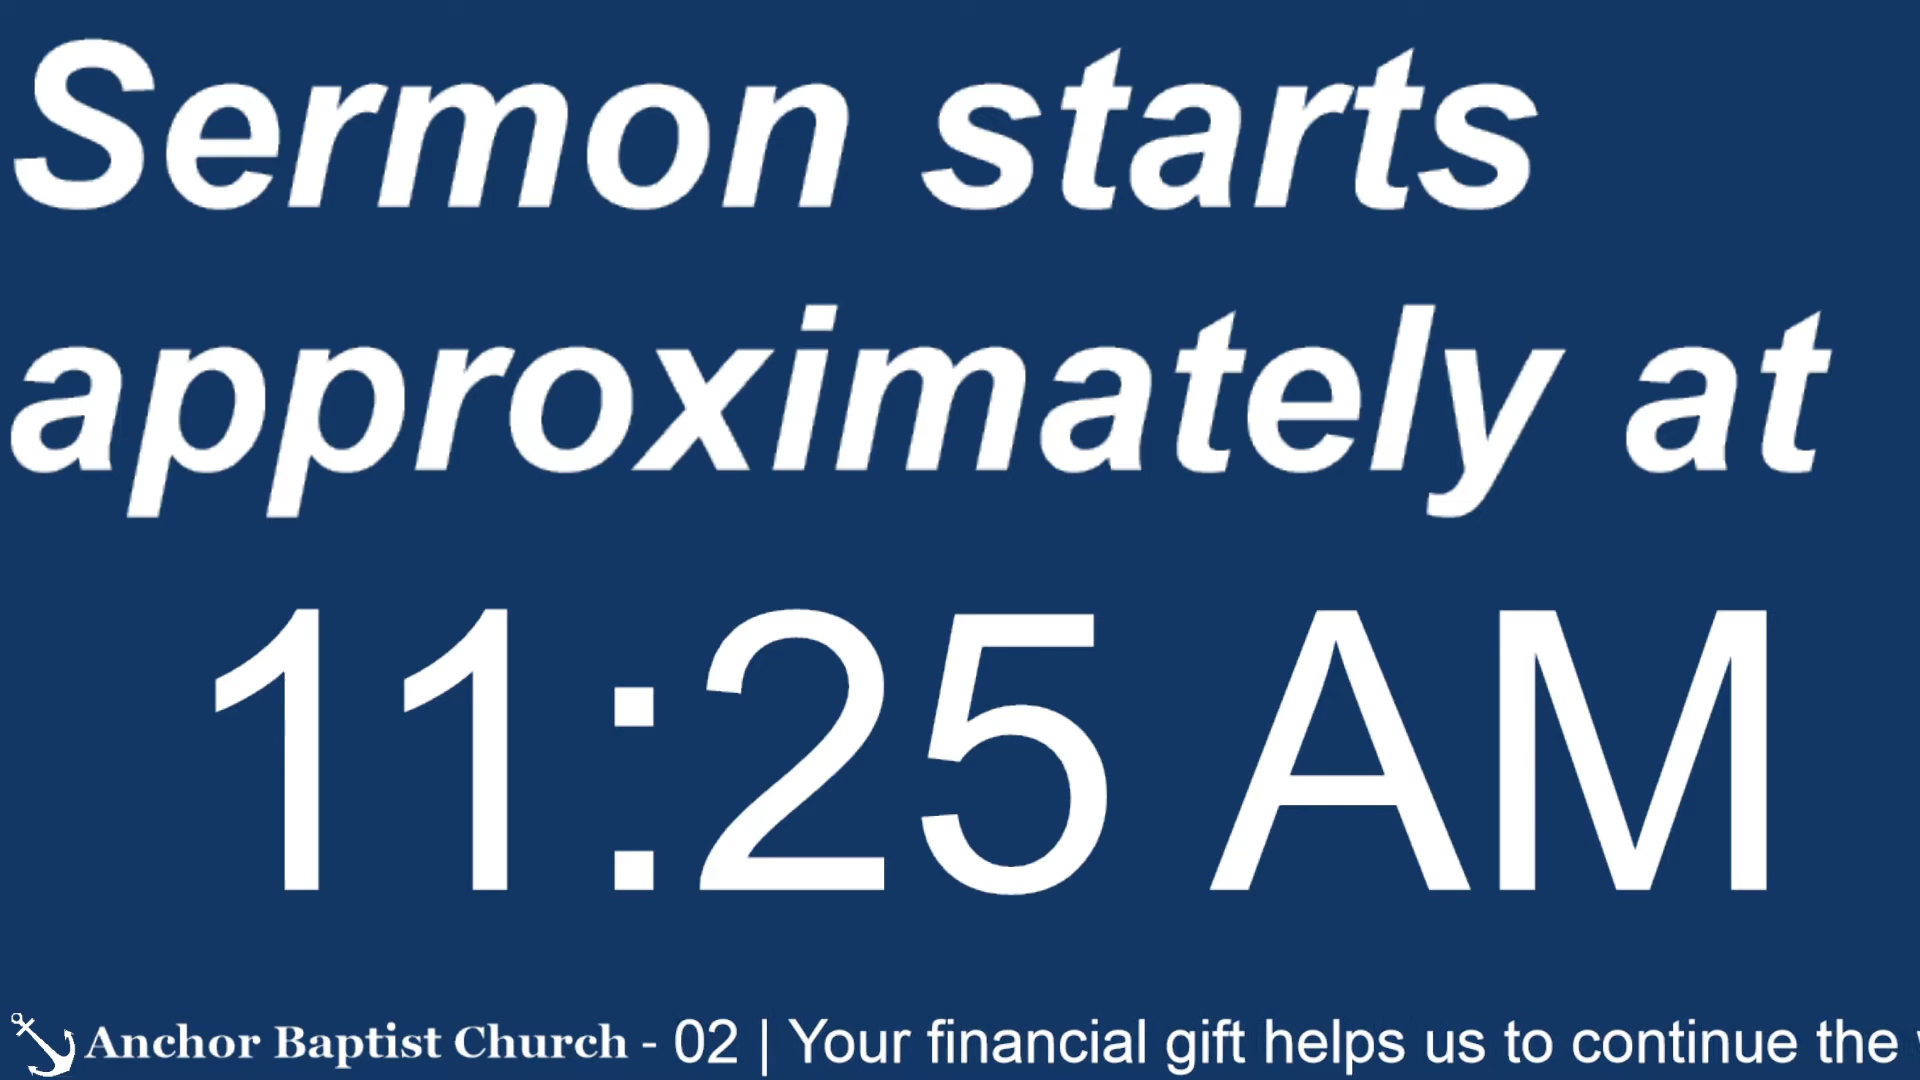 Sermon starts
approximately at
11:25 AM
Anchor Baptist Church - 02 | Your financial gift helps us to continue the